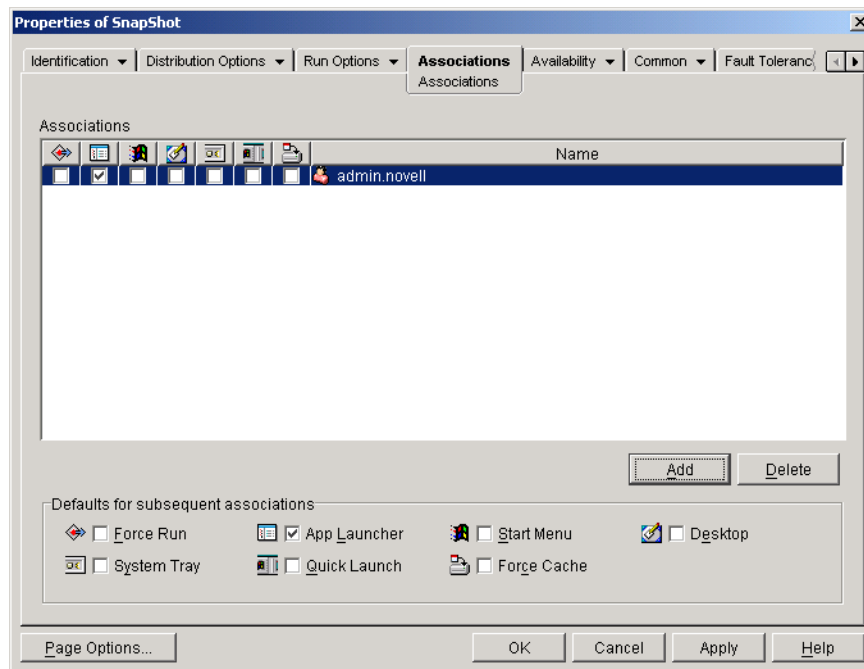 Properties of SnapShot
Identification Distribution Options Run Options Associations Availability Common Fault Toleranc
Associations
Associations
Name
admin.novell
Add Delete
Defaults for subsequent associations
Force Run App Launcher Start Menu Desktop
System Tray Quick Launch Force Cache
Page Options... OK Cancel Apply Help